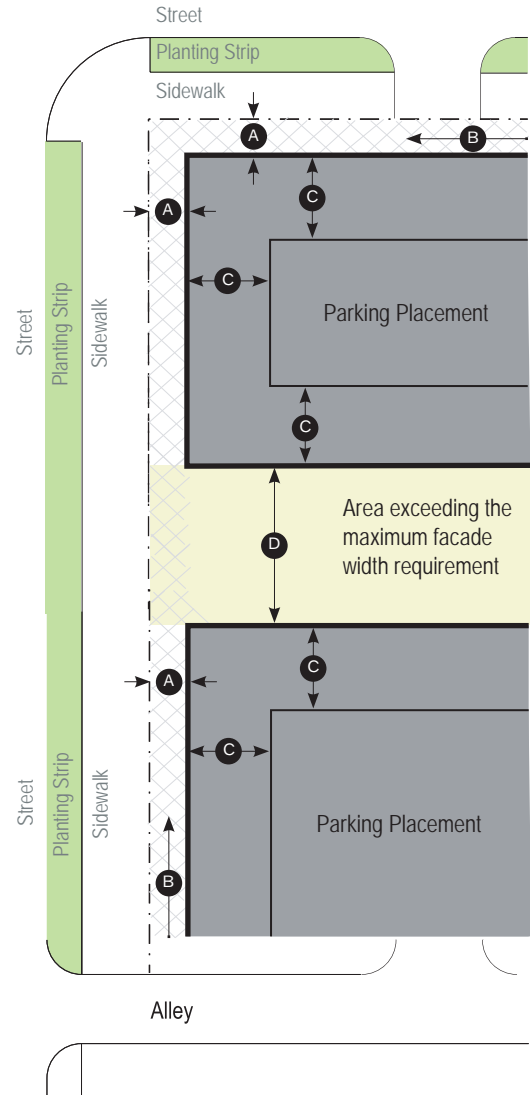 Street
Planting Strip
Sidewalk
A
B
A
C
C
Parking Placement
Street
Planting Strip
Sidewalk
C
Area exceeding the
maximum facade
width requirement
D
A
C
C
Street
Planting Strip
Sidewalk
Parking Placement
B
Alley